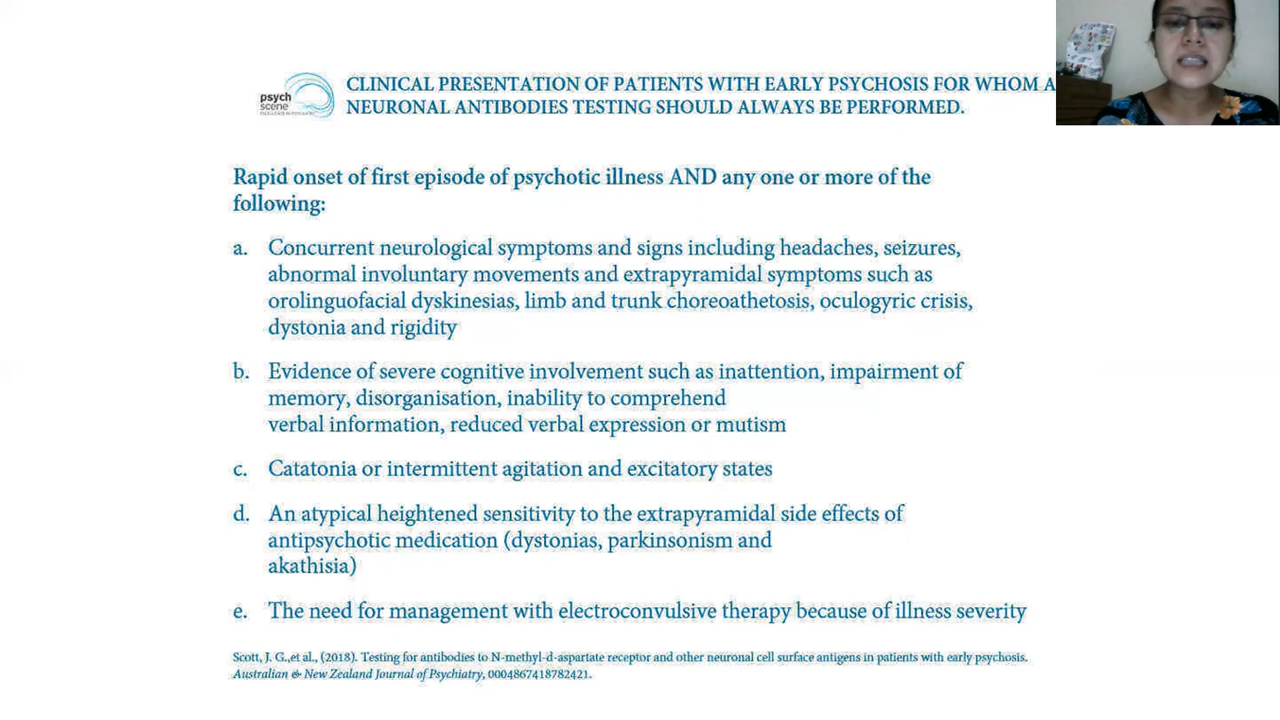 psych
scene
CLINICAL PRESENTATION OF PATIENTS WITH EARLY PSYCHOSIS FOR WHOM A
NEURONAL ANTIBODIES TESTING SHOULD ALWAYS BE PERFORMED.
Rapid onset of first episode of psychotic illness AND any one or more of the
following:
a. Concurrent neurological symptoms and signs including headaches, seizures,
abnormal involuntary movements and extrapyramidal symptoms such as
orolinguofacial dyskinesias, limb and trunk choreoathetosis, oculogyric crisis,
dystonia and rigidity
b. Evidence of severe cognitive involvement such as inattention, impairment of
memory, disorganisation, inability to comprehend
verbal information, reduced verbal expression or mutism
c. Catatonia or intermittent agitation and excitatory states
d. An atypical heightened sensitivity to the extrapyramidal side effects of
antipsychotic medication (dystonias, parkinsonism and
akathisia)
e. The need for management with electroconvulsive therapy because of illness severity
Scott, J. G.,et al., (2018). Testing for antibodies to N-methyl-d-aspartate receptor and other neuronal cell surface antigens in patients with early psychosis.
Australian & New Zealand Journal of Psychiatry, 0004867418782421.